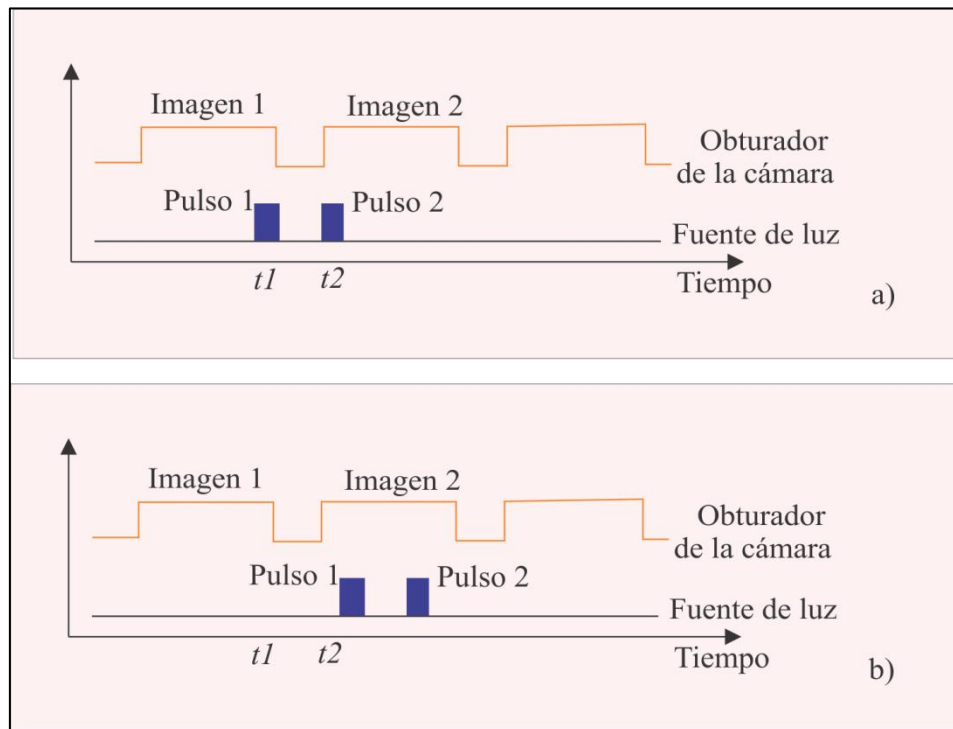 Imagen 1
Imagen 2
Obturador
de la cámara
Pulso 1
Pulso 2
Fuente de luz
t1
t2
Tiempo
a)
Imagen 1
Imagen 2
Obturador
de la cámara
Pulso 1
Pulso 2
Fuente de luz
t1
t2
Tiempo
b)